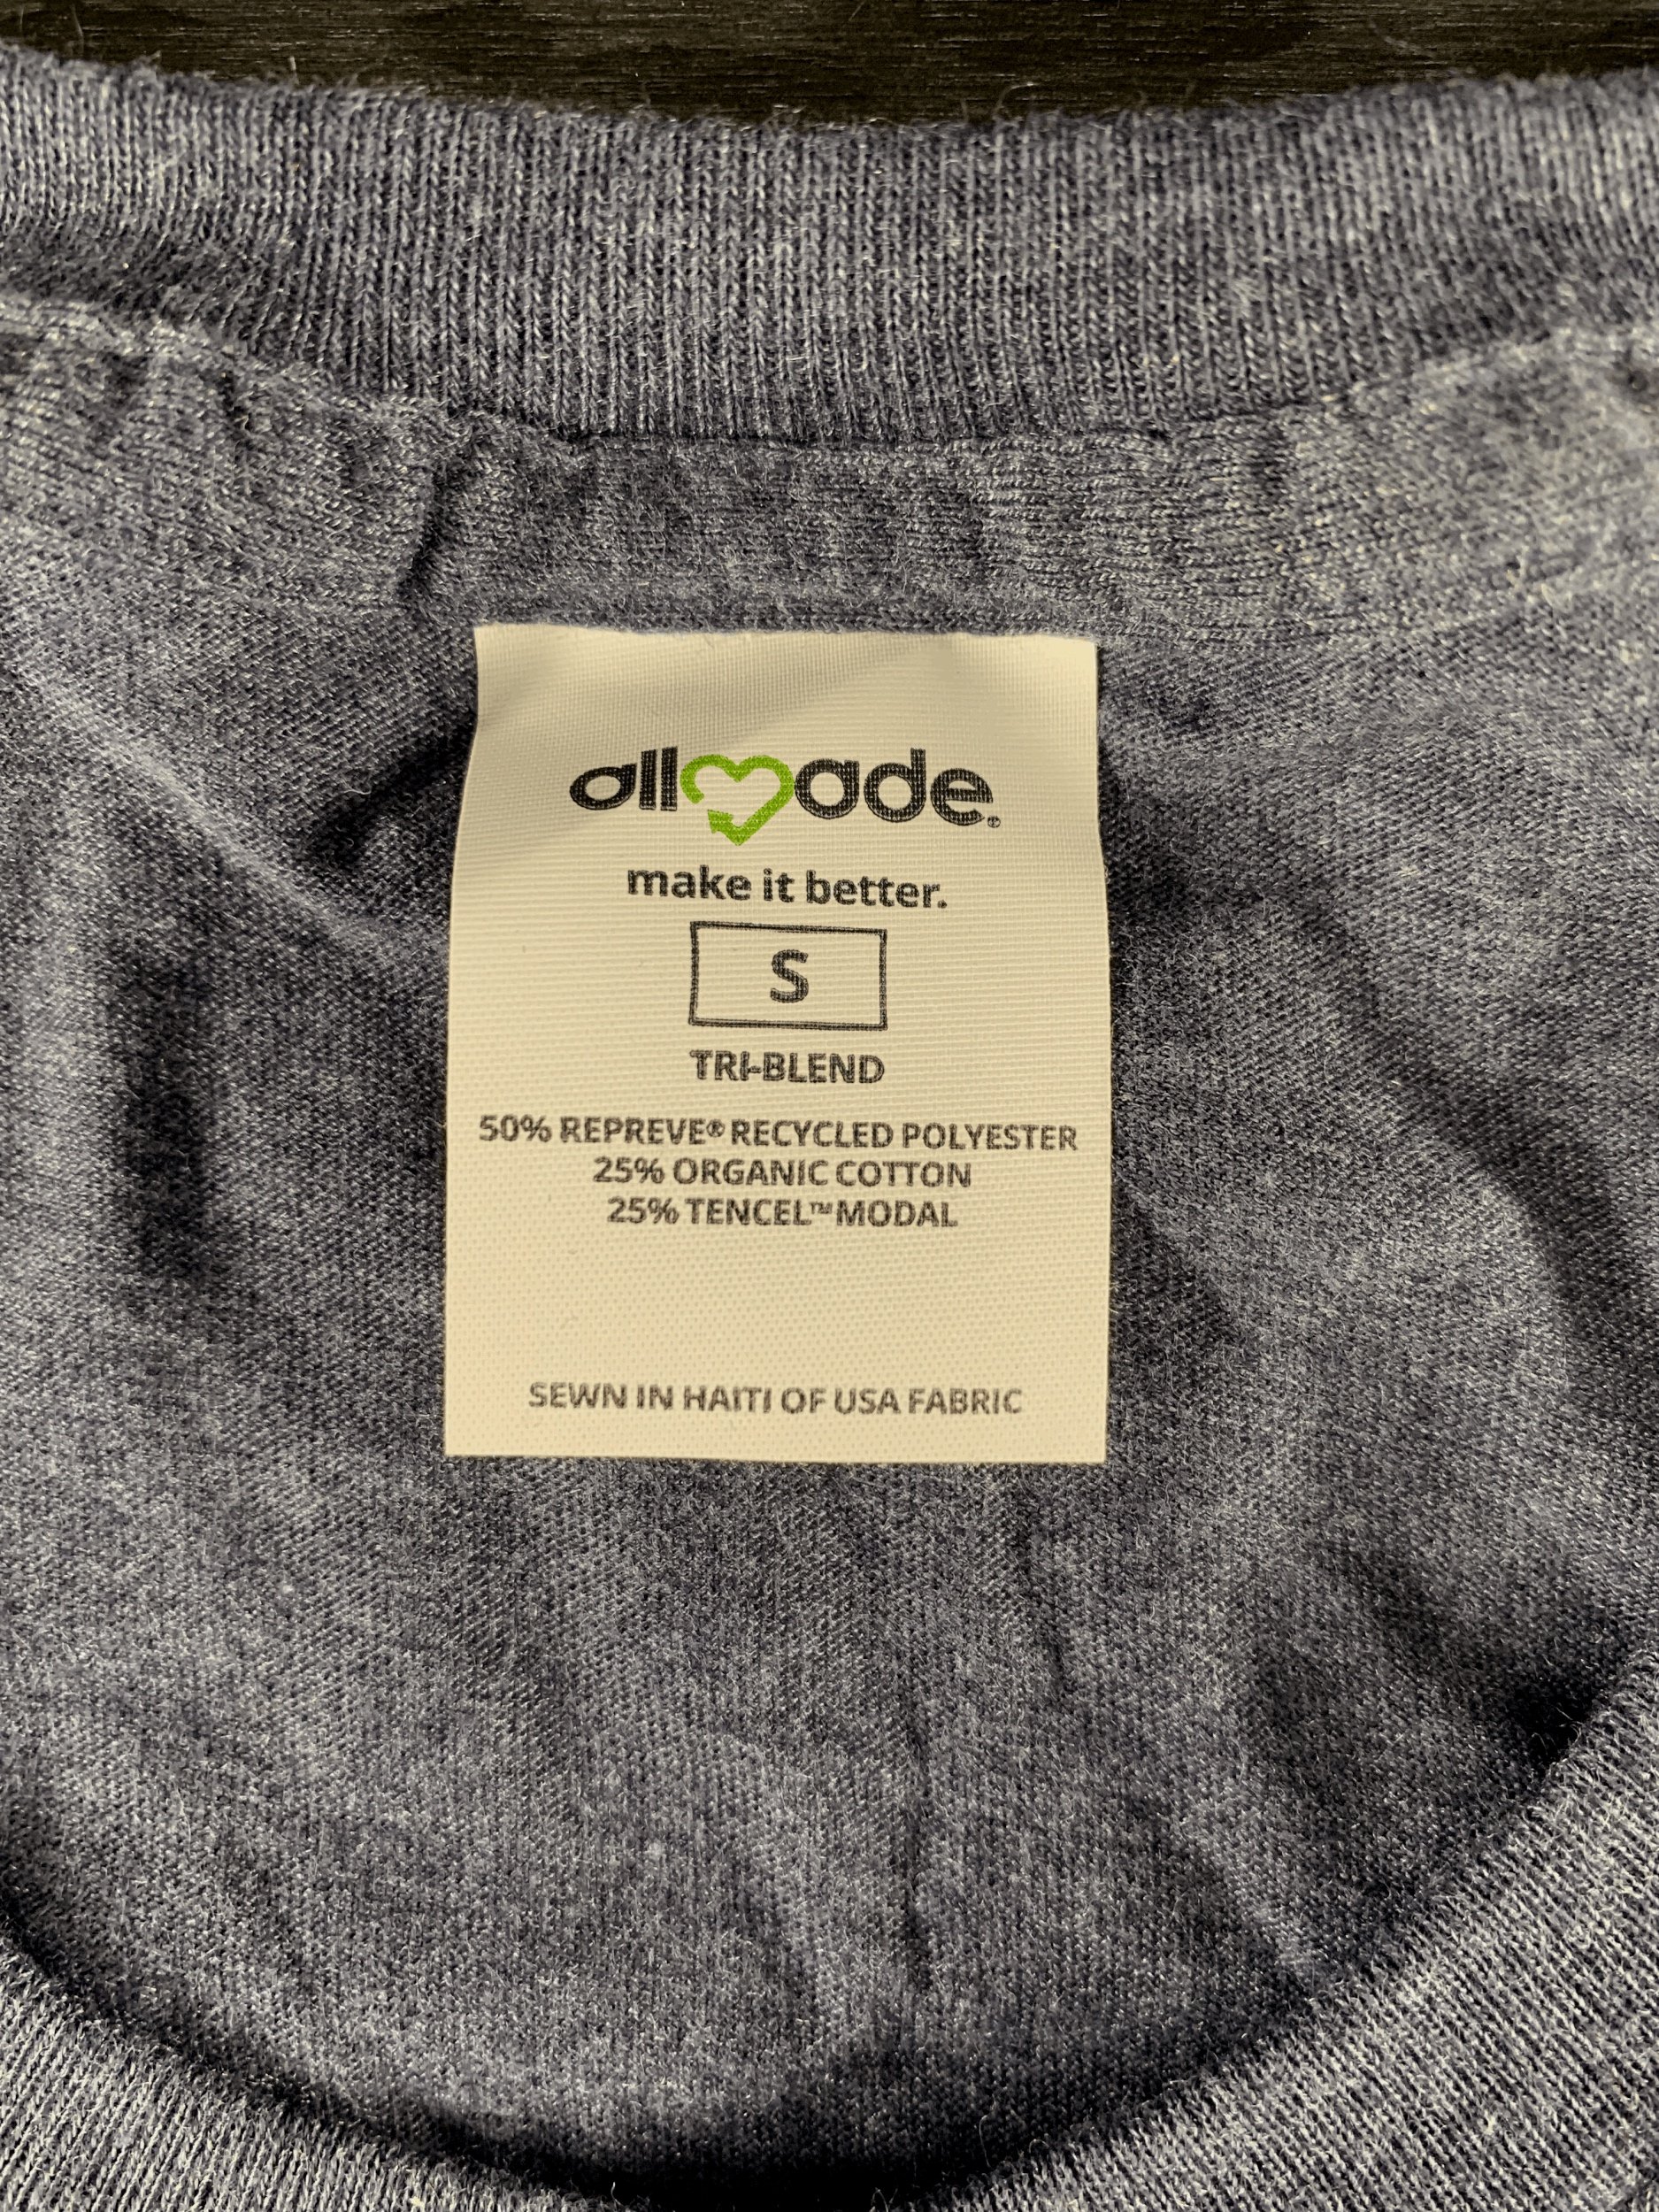 allmade®
make it better.
S
TRI-BLEND
50% REPREVE® RECYCLED POLYESTER
25% ORGANIC COTTON
25% TENCEL™ MODAL
SEWN IN HAITI OF USA FABRIC